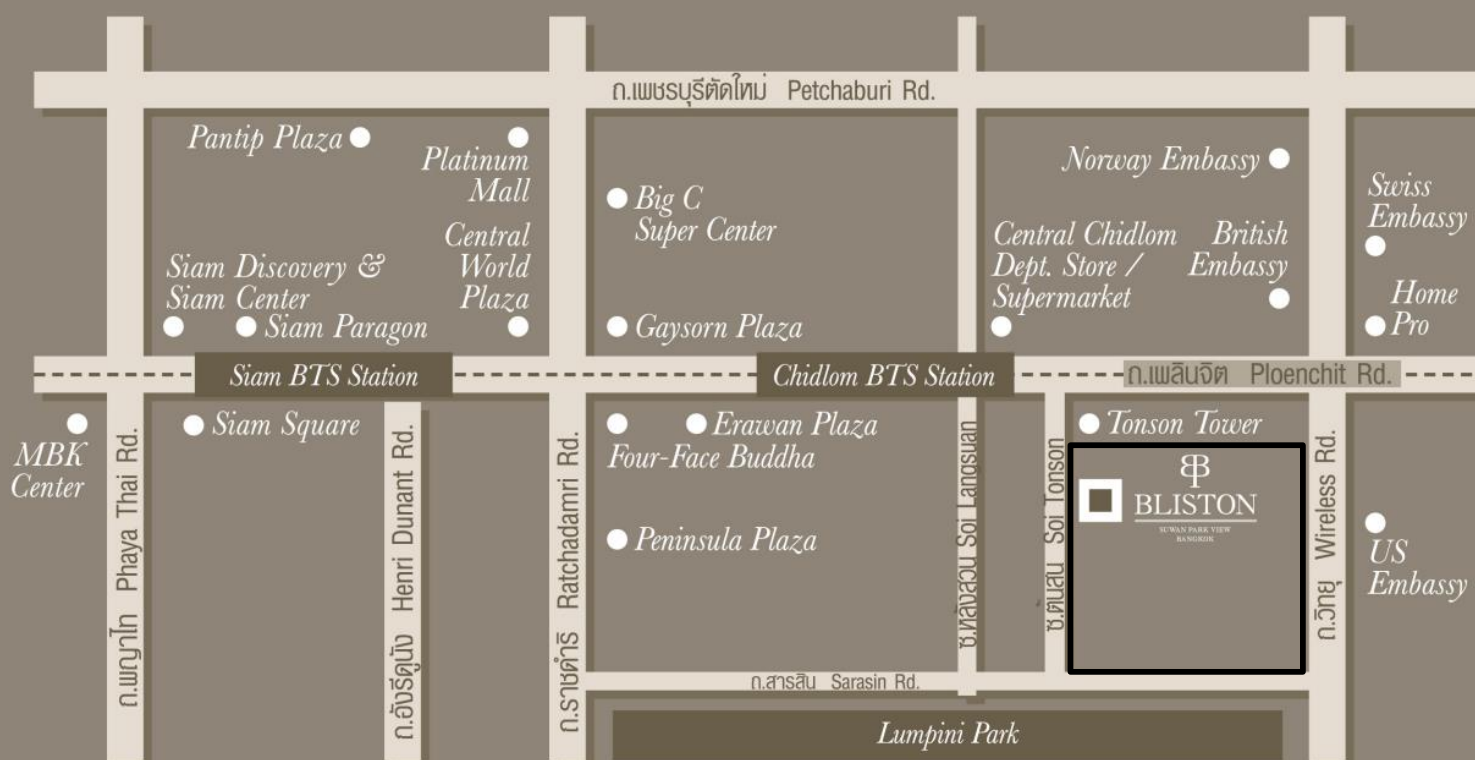 ถ.เพชรบุรีตัดใหม่ Petchaburi Rd.
Pantip Plaza
Platinum
Mall
Big C
Super Center
Norway Embassy
Swiss
Embassy
Siam Discovery &
Siam Center
Siam Paragon
Central
World
Plaza
Gaysorn Plaza
Central Chidlom
Dept. Store /
Supermarket
British
Embassy
Home
Pro
Siam BTS Station
Chidlom BTS Station
ถ.เพลินจิต Ploenchit Rd.
MBK
Center
Siam Square
Erawan Plaza
Four-Face Buddha
Peninsula Plaza
Tonson Tower
BP
BLISTON
SUWAN PARK VIEW
BANGKOK
US
Embassy
ถ.พญาไท Phaya Thai Rd.
ถ.อังรีดูนัง Henri Dunant Rd.
ถ.ราชดำริ Ratchadamri Rd.
ซ.หลังสวน Soi Langsuan
ซ.ต้นสน Soi Tonson
ถ.วิทยุ Wireless Rd.
ถ.สารสิน Sarasin Rd.
Lumpini Park